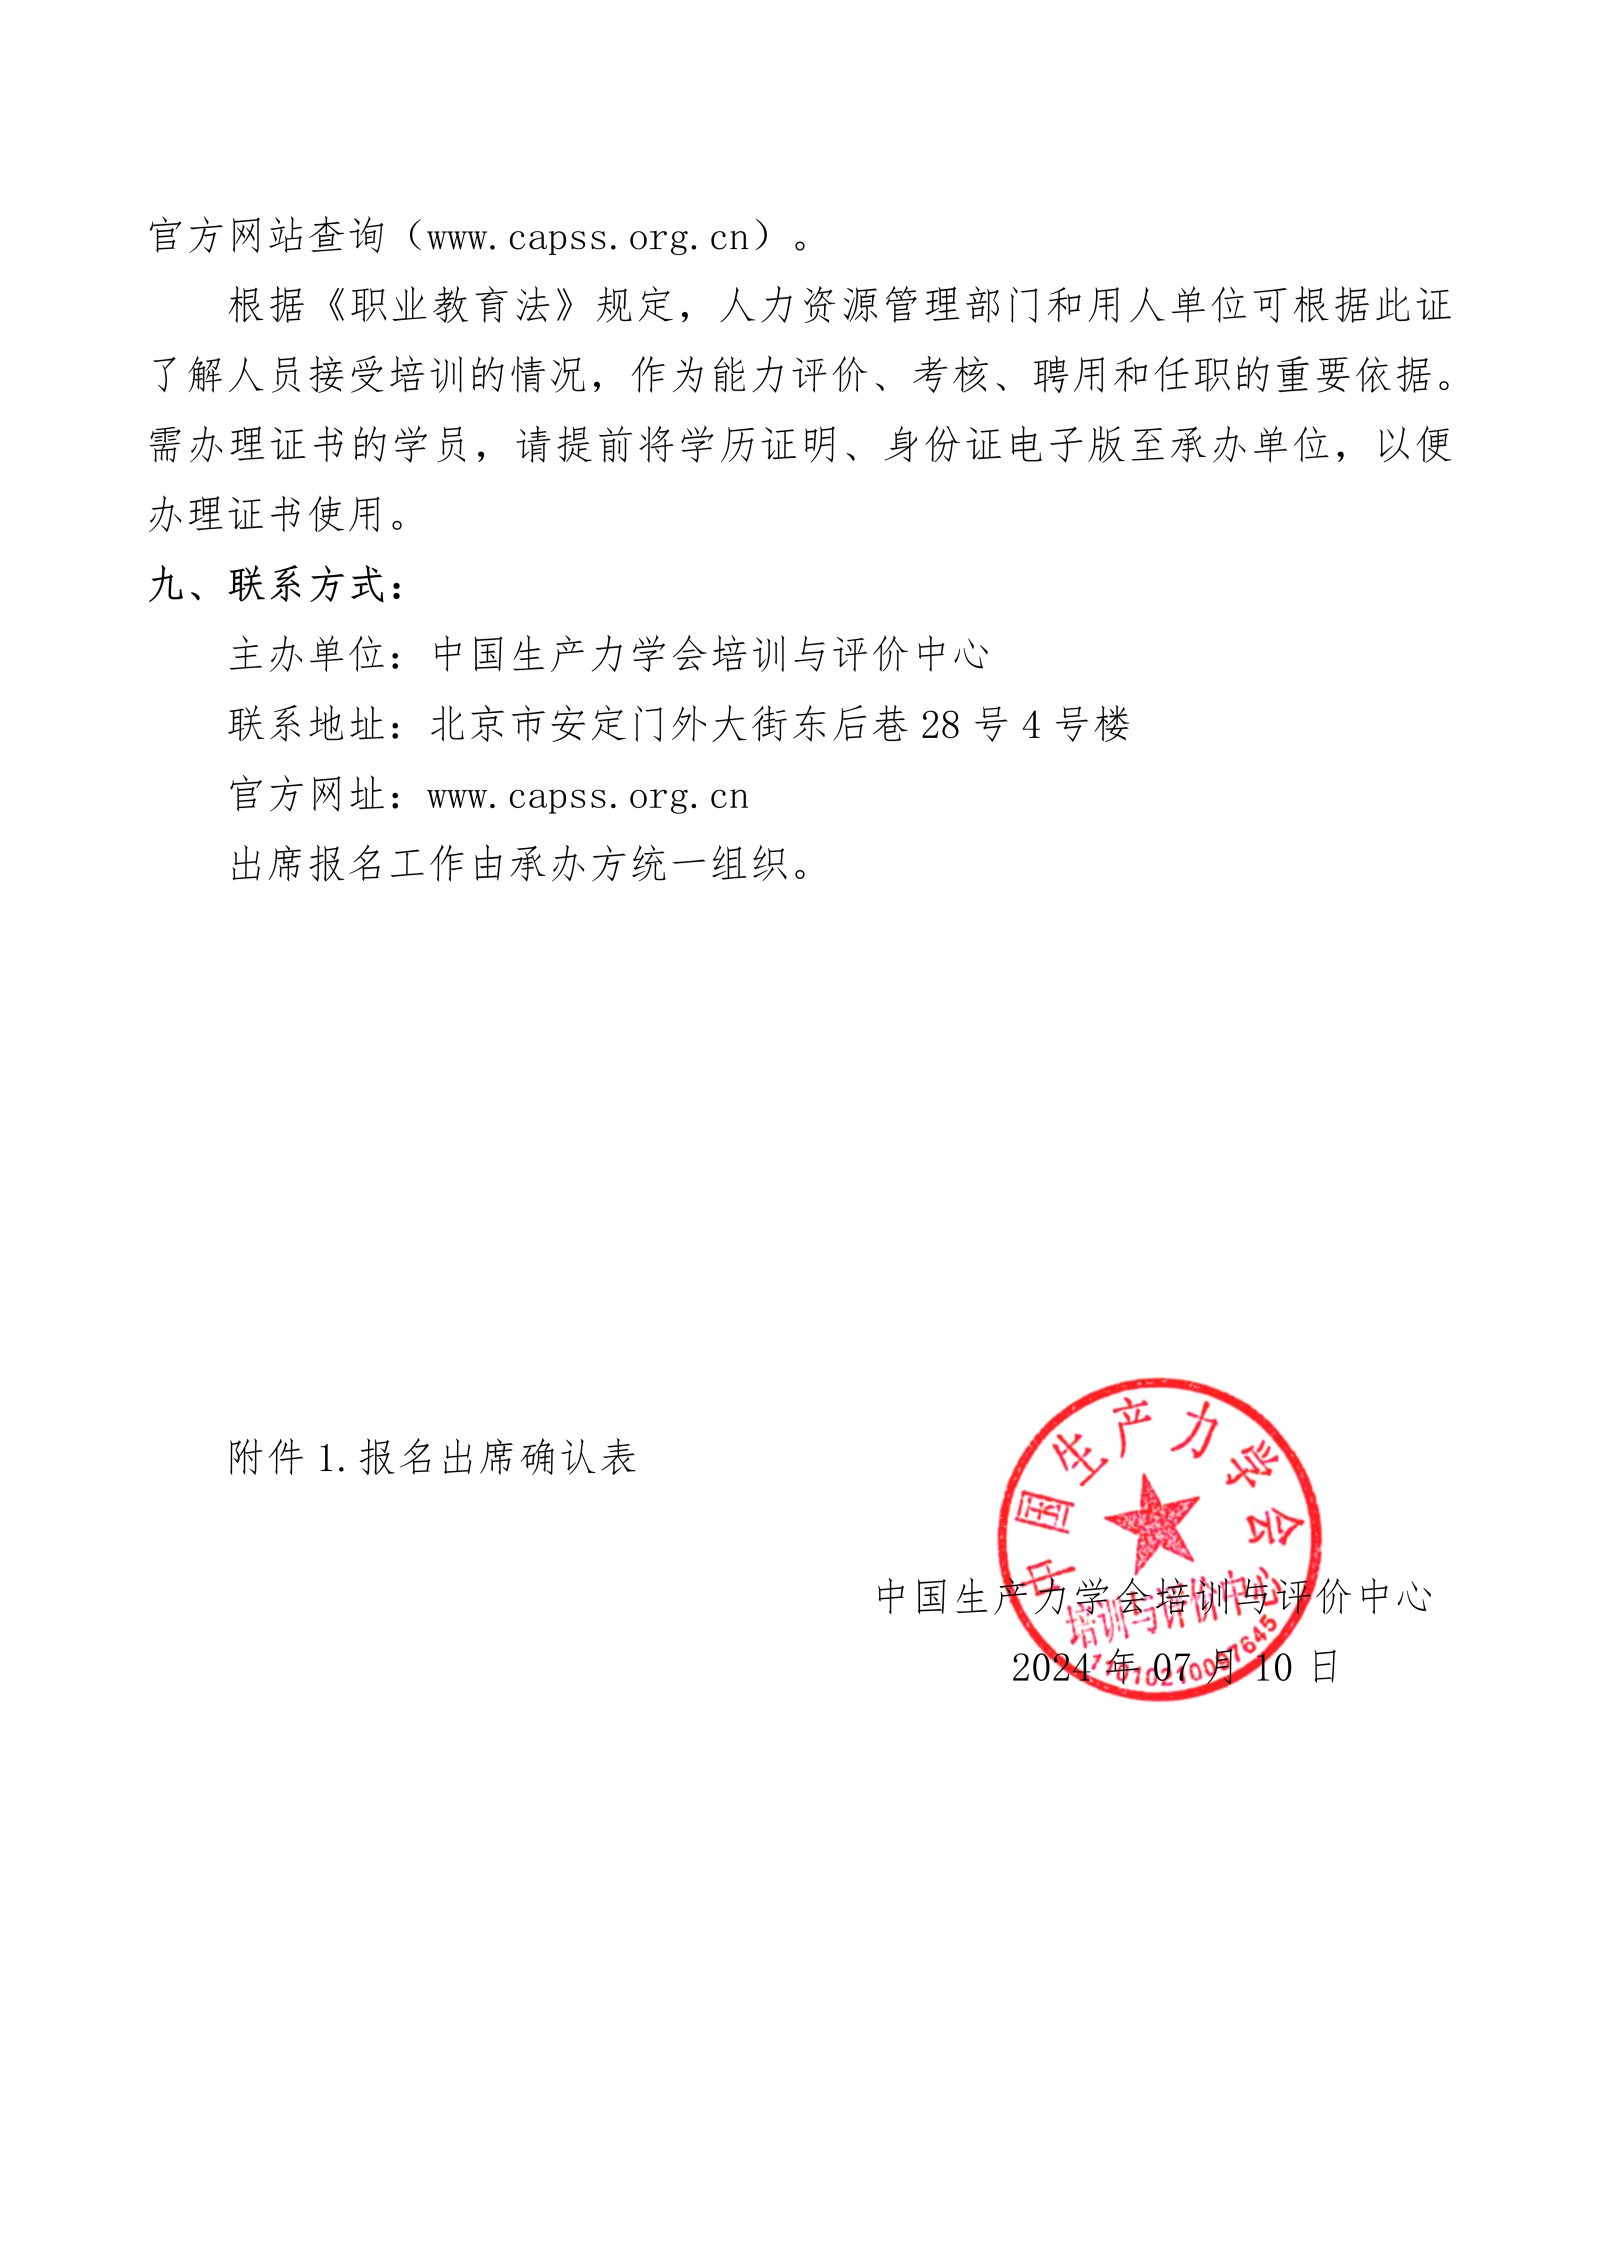 官方网站查询（www.capss.org.cn）。
根据《职业教育法》规定，人力资源管理部门和用人单位可根据此证
了解人员接受培训的情况，作为能力评价、考核、聘用和任职的重要依据。
需办理证书的学员，请提前将学历证明、身份证电子版至承办单位，以便
办理证书使用。
九、联系方式：
主办单位：中国生产力学会培训与评价中心
联系地址：北京市安定门外大街东后巷 28 号 4 号楼
官方网址：www.capss.org.cn
出席报名工作由承办方统一组织。
附件 1.报名出席确认表
中国生产力学会
培训与评价中心
中国生产力学会培训与评价中心
2024 年 07 月 10 日